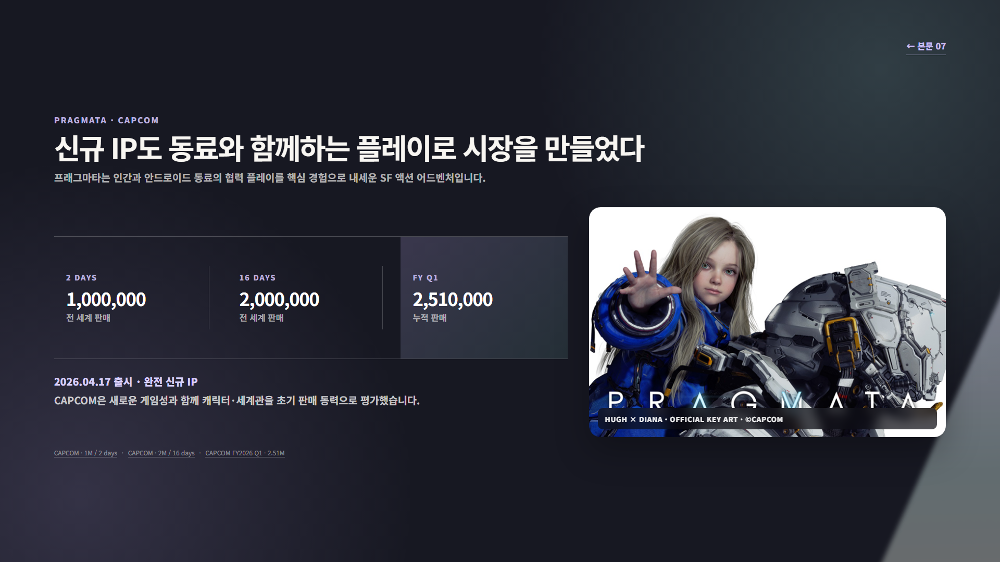 ← 본문 07
PRAGMATA · CAPCOM
신규 IP도 동료와 함께하는 플레이로 시장을 만들었다
프래그마타는 인간과 안드로이드 동료의 협력 플레이를 핵심 경험으로 내세운 SF 액션 어드벤처입니다.
2 DAYS
1,000,000
전 세계 판매
16 DAYS
2,000,000
전 세계 판매
FY Q1
2,510,000
누적 판매
2026.04.17 출시 · 완전 신규 IP
CAPCOM은 새로운 게임성과 함께 캐릭터·세계관을 초기 판매 동력으로 평가했습니다.
PRAGMATA
HUGH × DIANA · OFFICIAL KEY ART · ©CAPCOM
CAPCOM · 1M / 2 days · CAPCOM · 2M / 16 days · CAPCOM FY2026 Q1 · 2.51M